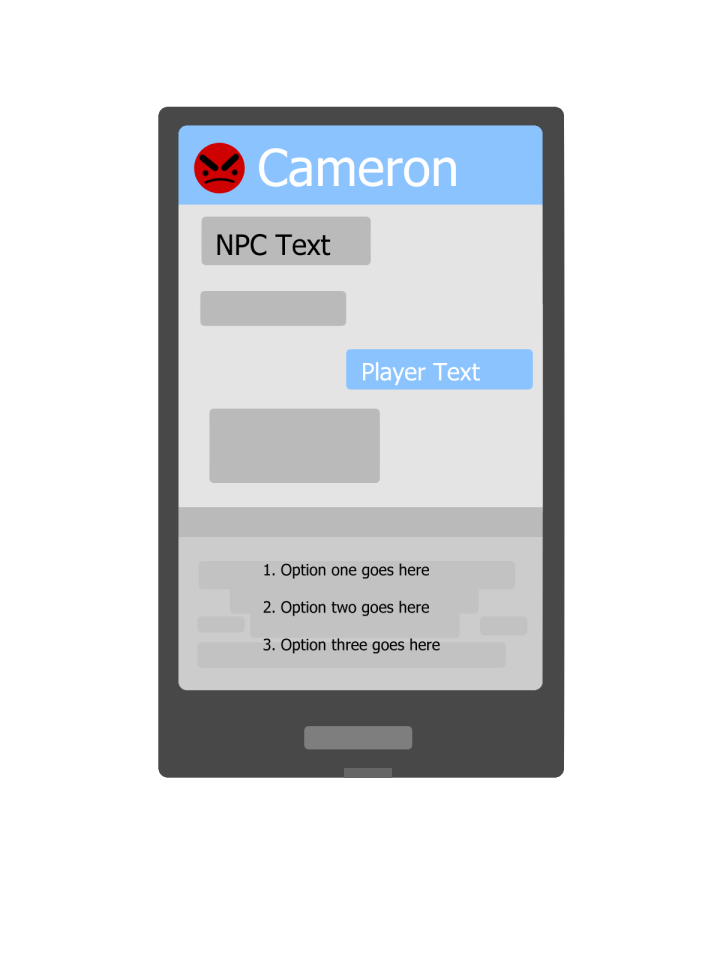 Cameron
NPC Text
Player Text
1. Option one goes here
2. Option two goes here
3. Option three goes here